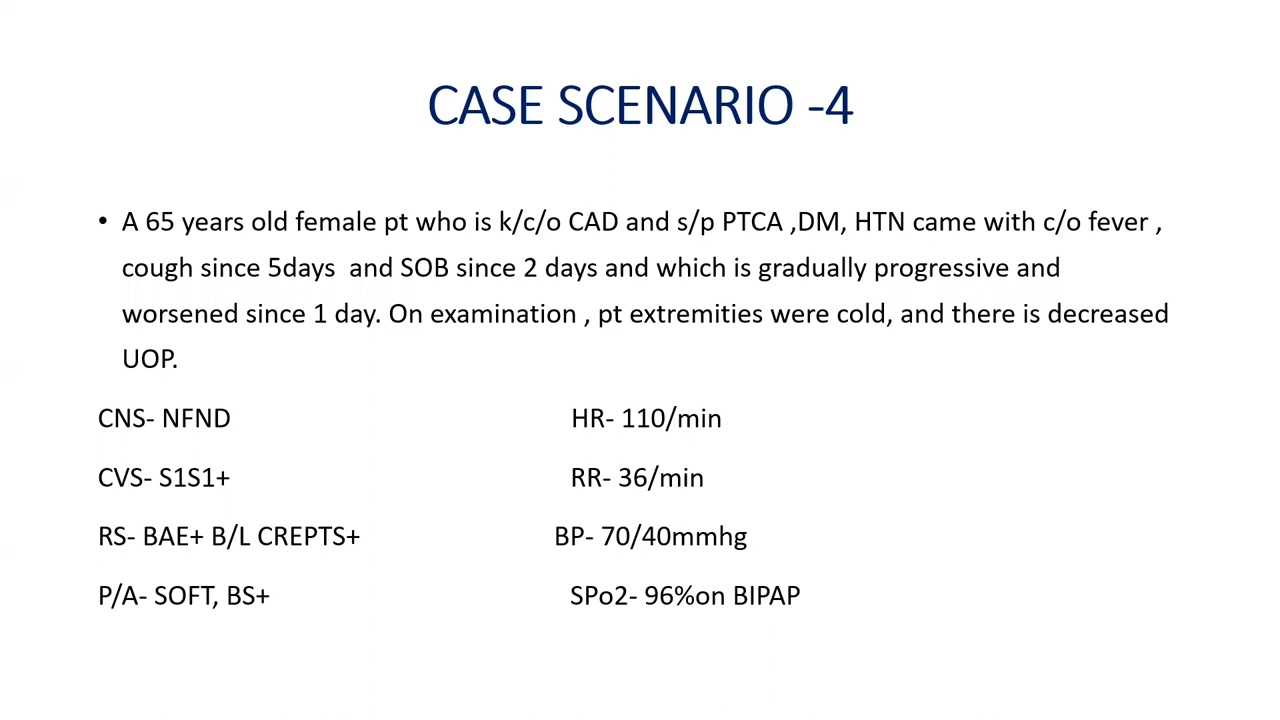 CASE SCENARIO -4
• A 65 years old female pt who is k/c/o CAD and s/p PTCA ,DM, HTN came with c/o fever ,
cough since 5days and SOB since 2 days and which is gradually progressive and
worsened since 1 day. On examination , pt extremities were cold, and there is decreased
UOP.
CNS- NFND HR- 110/min
CVS- S1S1+ RR- 36/min
RS- BAE+ B/L CREPTS+ BP- 70/40mmhg
P/A- SOFT, BS+ SPo2- 96%on BIPAP